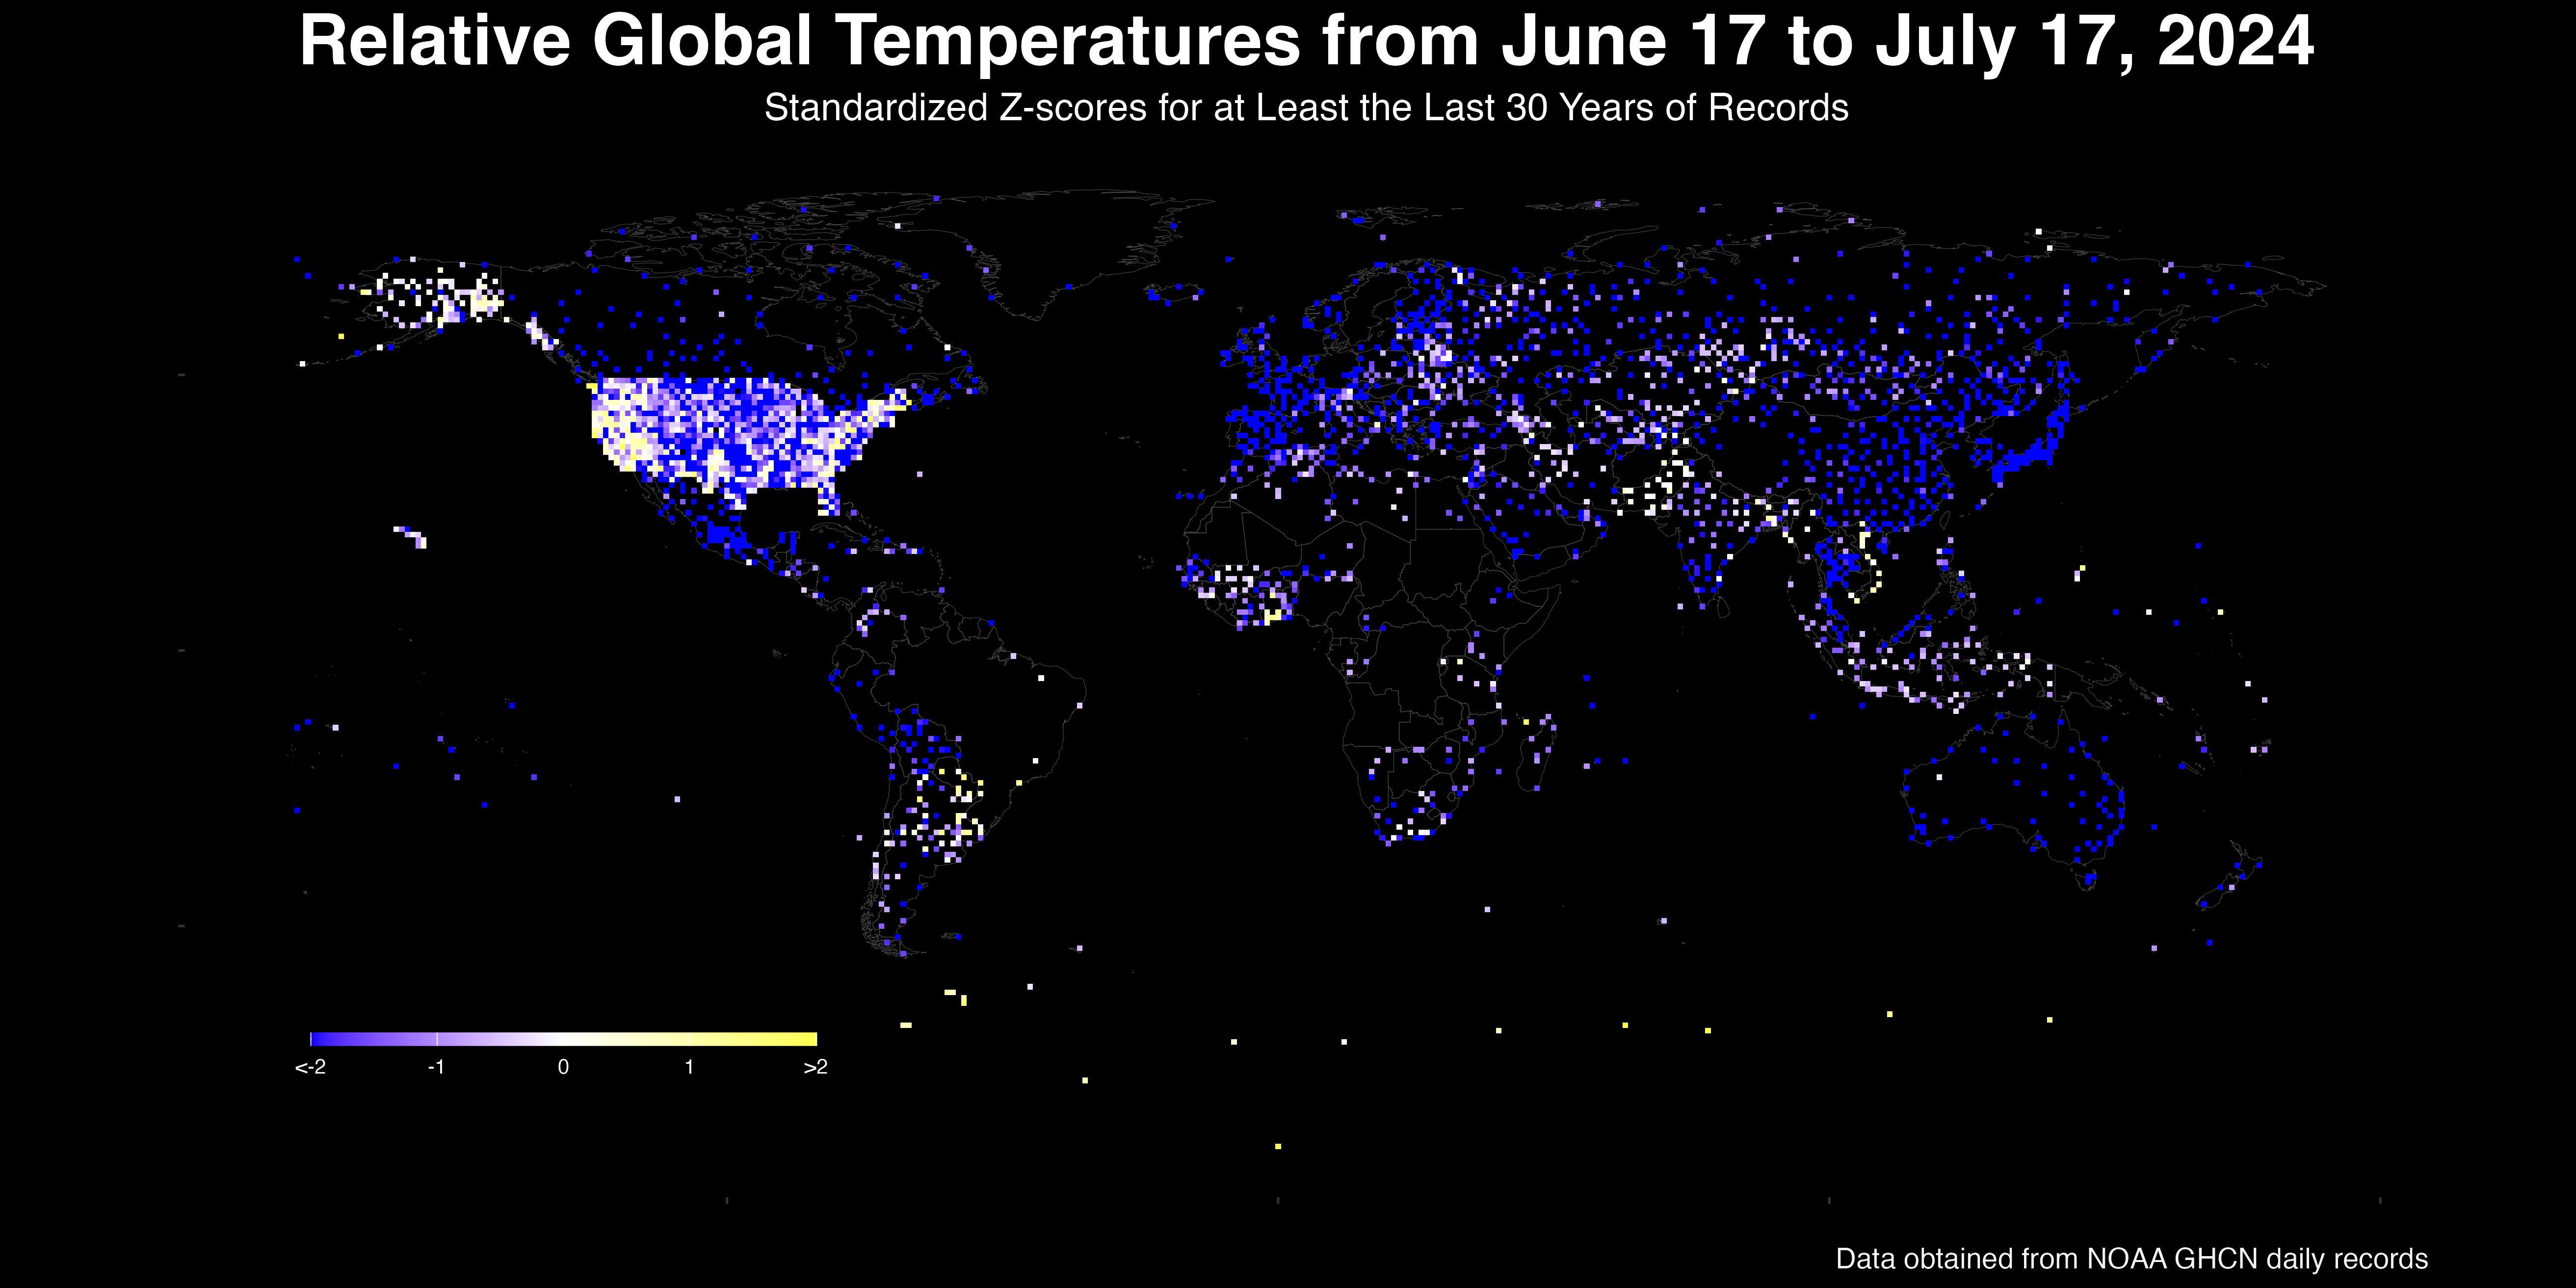 Relative Global Temperatures from June 17 to July 17, 2024
Standardized Z-scores for at Least the Last 30 Years of Records
<-2 -1 0 1 >2
Data obtained from NOAA GHCN daily records